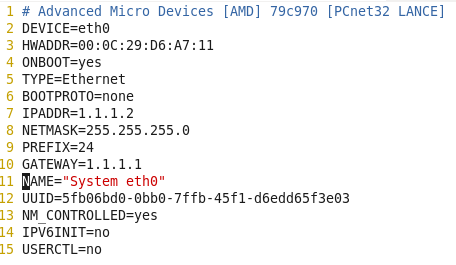 1 # Advanced Micro Devices [AMD] 79c970 [PCnet32 LANCE]
2 DEVICE=eth0
3 HWADDR=00:0C:29:D6:A7:11
4 ONBOOT=yes
5 TYPE=Ethernet
6 BOOTPROTO=none
7 IPADDR=1.1.1.2
8 NETMASK=255.255.255.0
9 PREFIX=24
10 GATEWAY=1.1.1.1
11 NAME="System eth0"
12 UUID=5fb06bd0-0bb0-7ffb-45f1-d6edd65f3e03
13 NM_CONTROLLED=yes
14 IPV6INIT=no
15 USERCTL=no